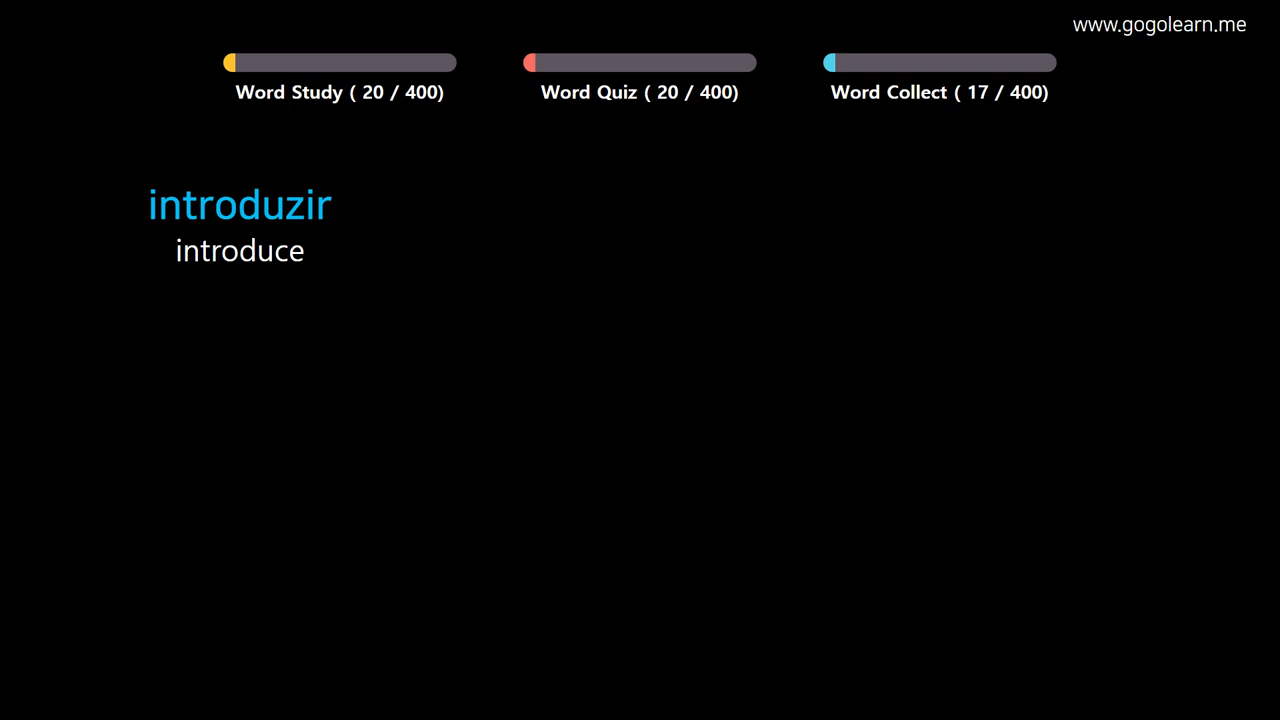 www.gogolearn.me
Word Study ( 20 / 400)
Word Quiz ( 20 / 400)
Word Collect ( 17 / 400)
introduzir
introduce